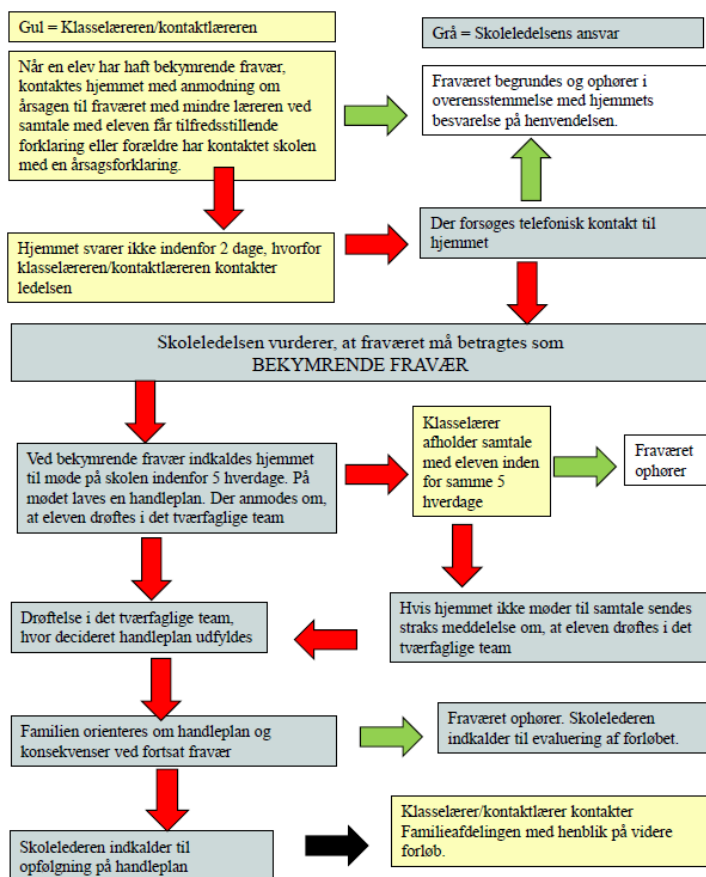 Gul = Klasselæreren/kontaktlæreren
Grå = Skoleledelsens ansvar
Når en elev har haft bekymrende fravær,
kontaktes hjemmet med anmodning om
årsagen til fraværet med mindre læreren ved
samtale med eleven får tilfredsstillende
forklaring eller forældre har kontaktet skolen
med en årsagsforklaring.
Fraværet begrundes og ophører i
overensstemmelse med hjemmets
besvarelse på henvendelsen.
Hjemmet svarer ikke indenfor 2 dage, hvorfor
klasselæreren/kontaktlæreren kontakter
ledelsen
Der forsøges telefonisk kontakt til
hjemmet
Skoleledelsen vurderer, at fraværet må betragtes som
BEKYMRENDE FRAVÆR
Ved bekymrende fravær indkaldes hjemmet
til møde på skolen indenfor 5 hverdage. På
mødet laves en handleplan. Der anmodes om,
at eleven drøftes i det tværfaglige team
Klasselærer
afholder samtale
med eleven inden
for samme 5
hverdage
Fraværet
ophører
Drøftelse i det tværfaglige team,
hvor decideret handleplan udfyldes
Hvis hjemmet ikke møder til samtale sendes
straks meddelelse om, at eleven drøftes i det
tværfaglige team
Familien orienteres om handleplan og
konsekvenser ved fortsat fravær
Fraværet ophører. Skolelederen
indkalder til evaluering af forløbet.
Skolelederen indkalder til
opfølgning på handleplan
Klasselærer/kontaktlærer kontakter
Familieafdelingen med henblik på videre
forløb.